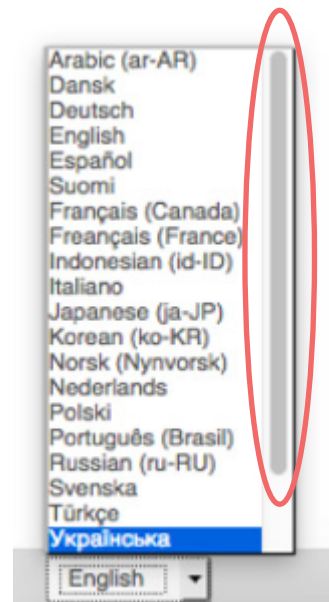 Arabic (ar-AR)
Dansk
Deutsch
English
Español
Suomi
Français (Canada)
Freançais (France)
Indonesian (id-ID)
Italiano
Japanese (ja-JP)
Korean (ko-KR)
Norsk (Nynvorsk)
Nederlands
Polski
Português (Brasil)
Russian (ru-RU)
Svenska
Türkçe
Українська
English